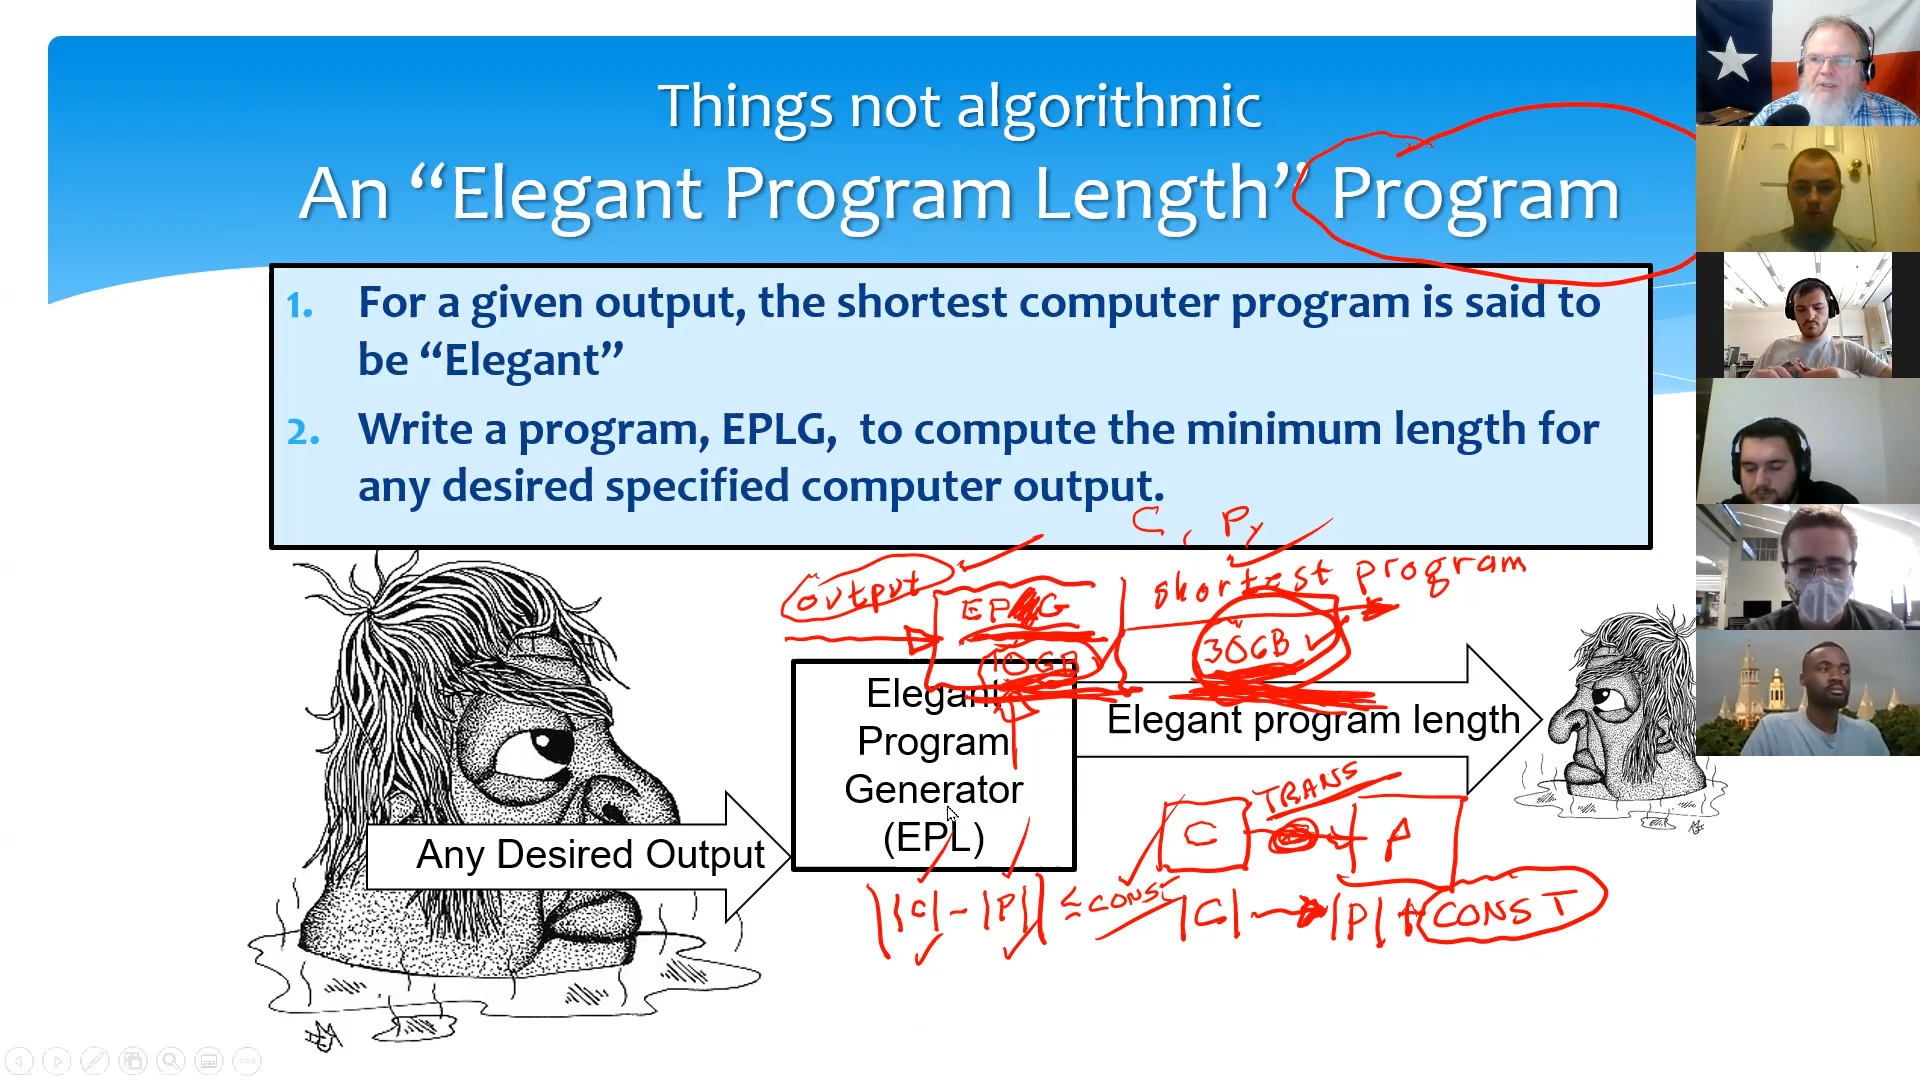 Things not algorithmic
An “Elegant Program Length” Program
1. For a given output, the shortest computer program is said to
be “Elegant”
2. Write a program, EPLG, to compute the minimum length for
any desired specified computer output.
C, Py
output
shortest program
10GB
30GB
Elegant
Program
Generator
(EPL)
Elegant program length
Any Desired Output
TRANS
C
P
||C| - |P|| ≤ CONST
|C| → |P| + CONST